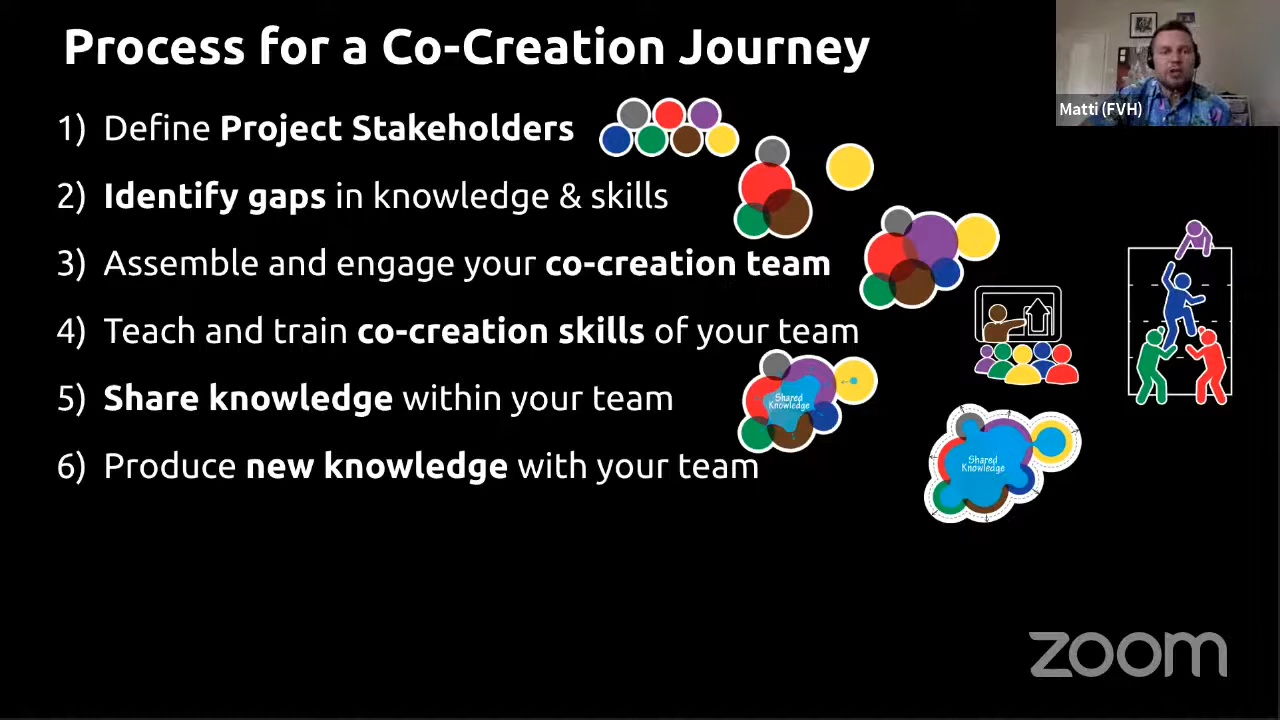 Process for a Co-Creation Journey
Matti (FVH)
1) Define Project Stakeholders
2) Identify gaps in knowledge & skills
3) Assemble and engage your co-creation team
4) Teach and train co-creation skills of your team
5) Share knowledge within your team
Shared
Knowledge
6) Produce new knowledge with your team
Shared
Knowledge
zoom